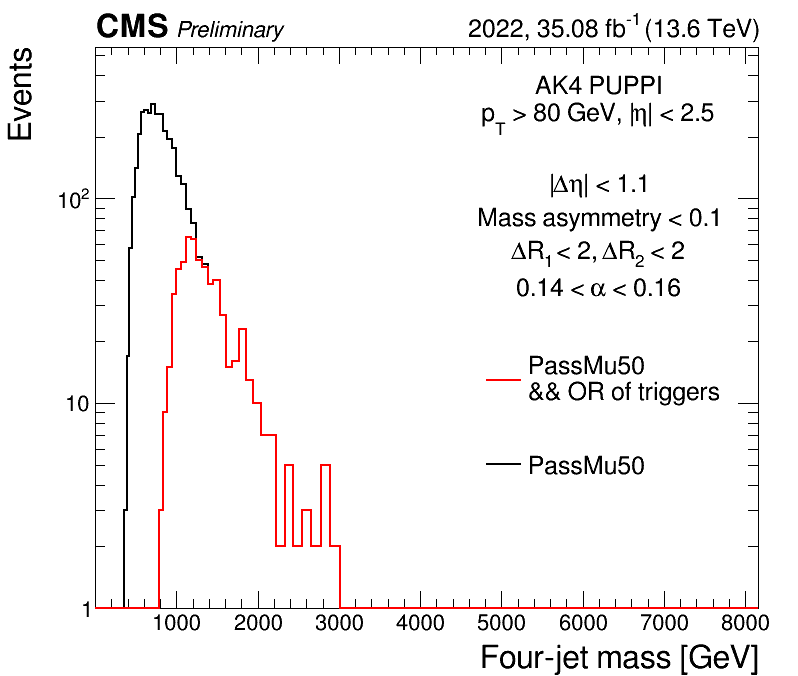 CMS Preliminary 2022, 35.08 fb⁻¹ (13.6 TeV)
Events
AK4 PUPPI
p_T > 80 GeV, |η| < 2.5
|Δη| < 1.1
Mass asymmetry < 0.1
ΔR₁ < 2, ΔR₂ < 2
0.14 < α < 0.16
PassMu50
&& OR of triggers
PassMu50
10²
10
1
1000 2000 3000 4000 5000 6000 7000 8000
Four-jet mass [GeV]